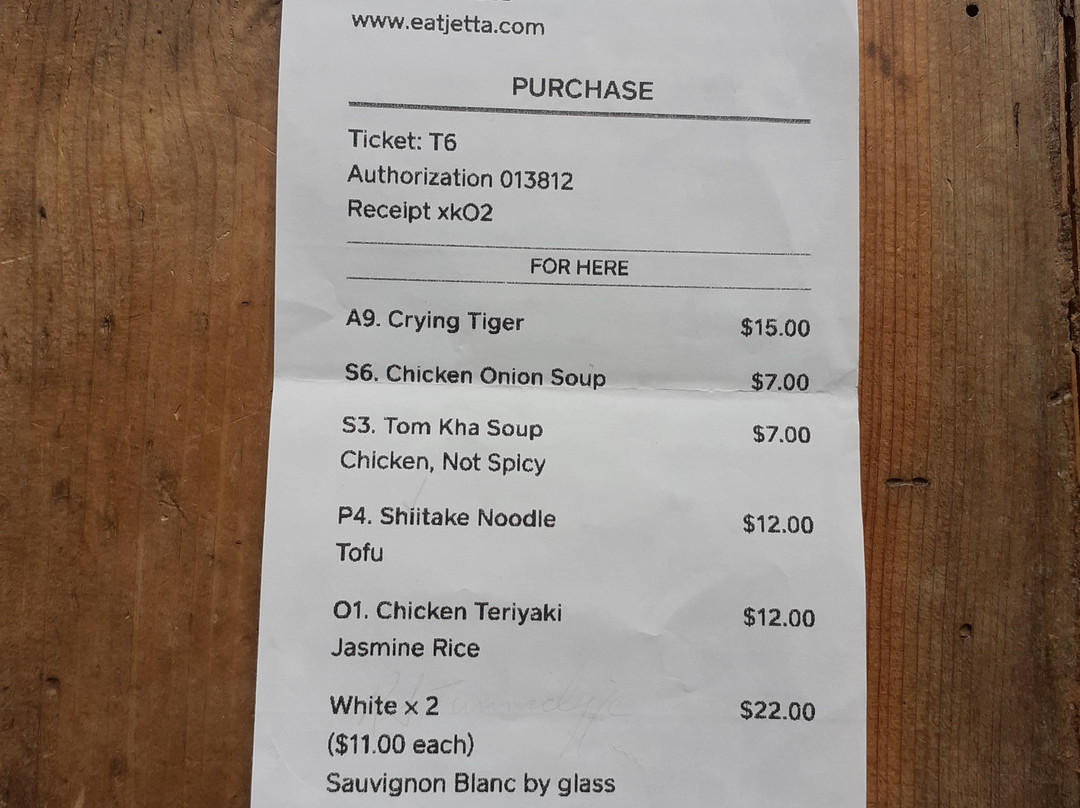 www.eatjetta.com
PURCHASE
Ticket: T6
Authorization 013812
Receipt xkO2
FOR HERE
A9. Crying Tiger $15.00
S6. Chicken Onion Soup $7.00
S3. Tom Kha Soup $7.00
Chicken, Not Spicy
P4. Shiitake Noodle $12.00
Tofu
O1. Chicken Teriyaki $12.00
Jasmine Rice
White x 2 $22.00
($11.00 each)
Sauvignon Blanc by glass